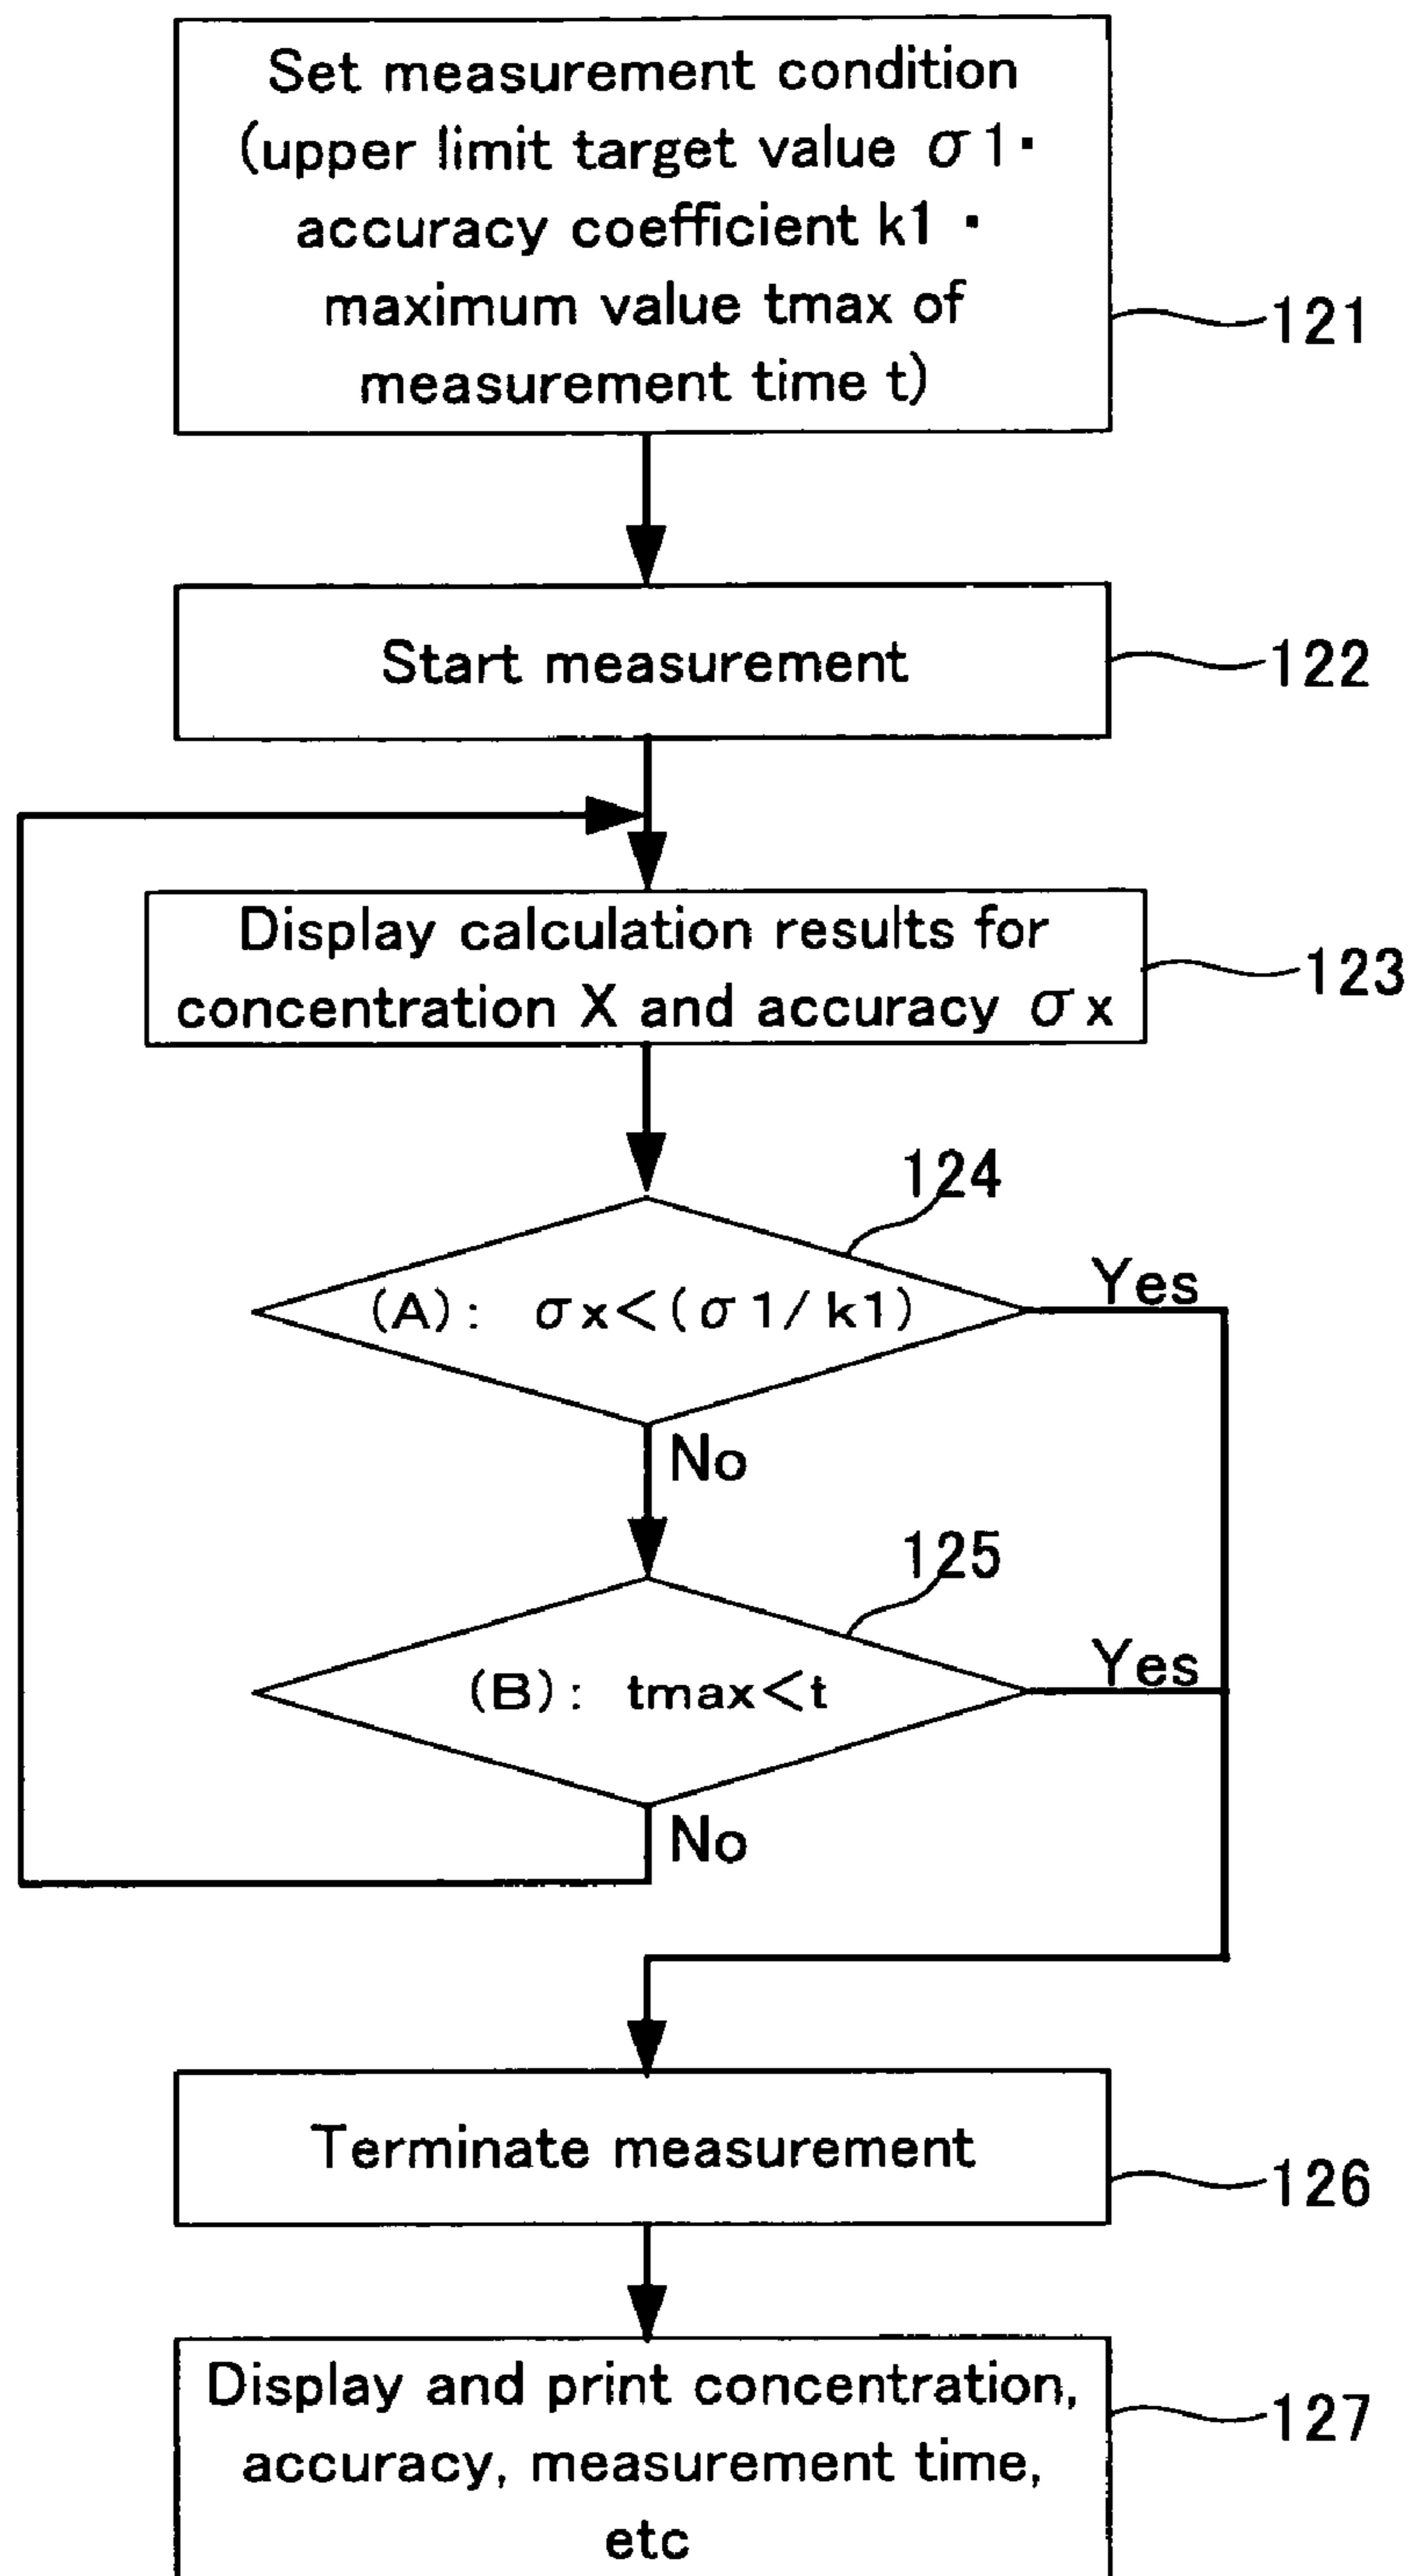 Set measurement condition
(upper limit target value σ1・
accuracy coefficient k1・
maximum value tmax of
measurement time t)
121
Start measurement
122
Display calculation results for
concentration X and accuracy σx
123
124
(A): σx<(σ1/k1)
Yes
No
125
(B): tmax<t
Yes
No
Terminate measurement
126
Display and print concentration,
accuracy, measurement time,
etc
127